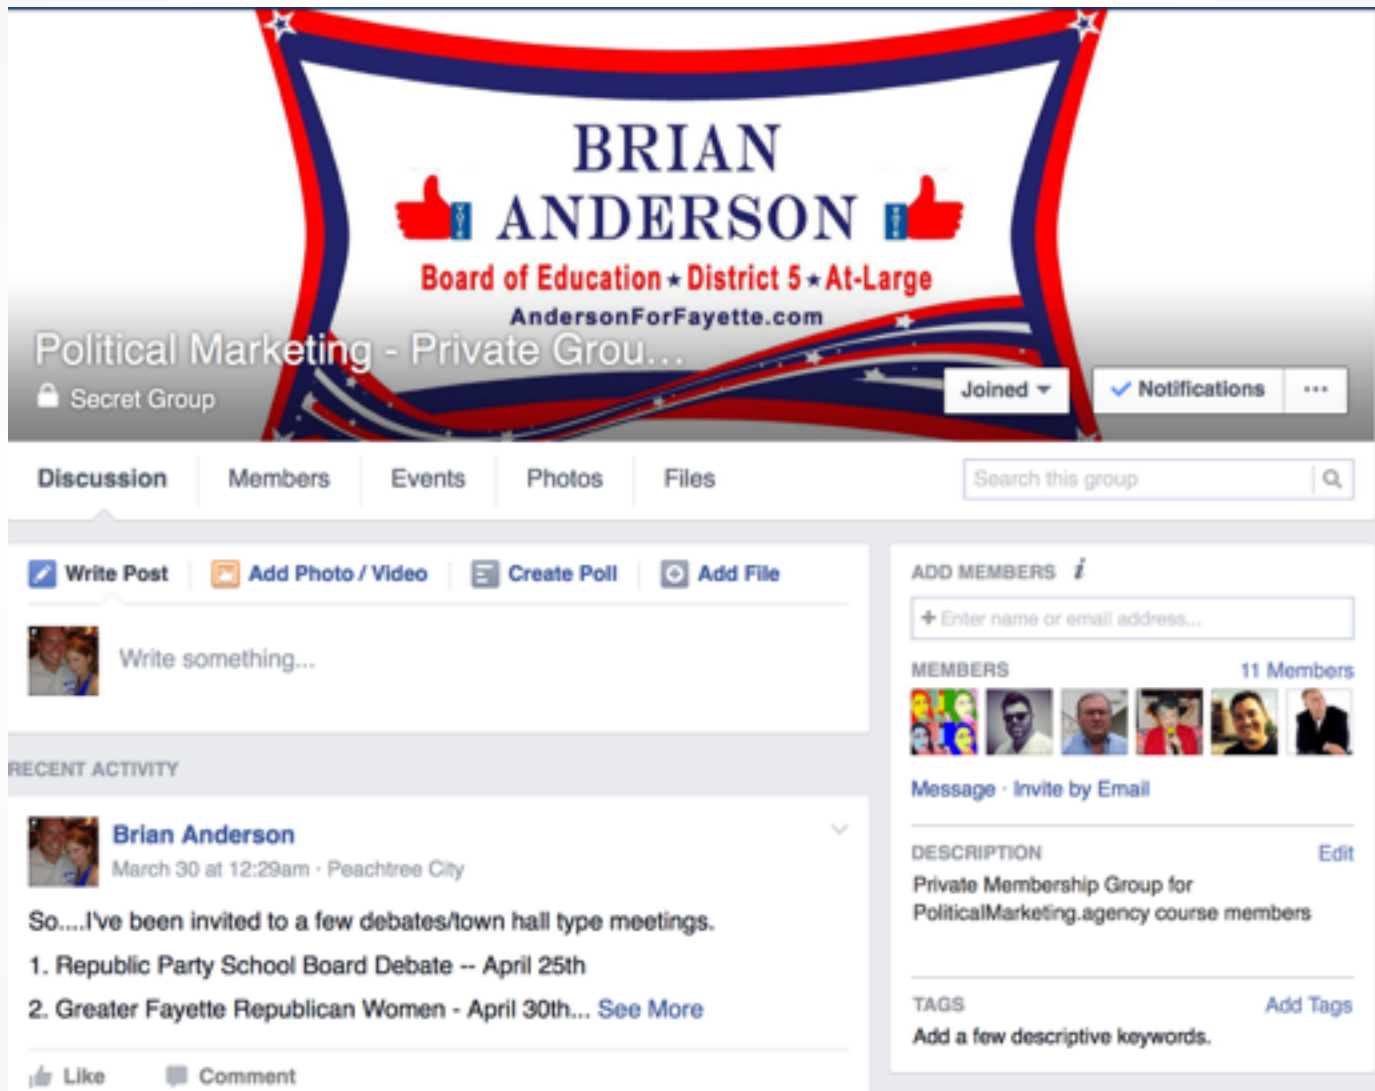 BRIAN
ANDERSON
VOTE
VOTE
Board of Education ★ District 5 ★ At-Large
AndersonForFayette.com
Political Marketing - Private Grou...
Secret Group
Joined
Notifications
Discussion
Members
Events
Photos
Files
Search this group
Write Post
Add Photo / Video
Create Poll
Add File
Write something...
RECENT ACTIVITY
Brian Anderson
March 30 at 12:29am · Peachtree City
So....I've been invited to a few debates/town hall type meetings.
1. Republic Party School Board Debate -- April 25th
2. Greater Fayette Republican Women - April 30th... See More
Like
Comment
ADD MEMBERS i
+ Enter name or email address...
MEMBERS
11 Members
Message · Invite by Email
DESCRIPTION
Edit
Private Membership Group for
PoliticalMarketing.agency course members
TAGS
Add Tags
Add a few descriptive keywords.